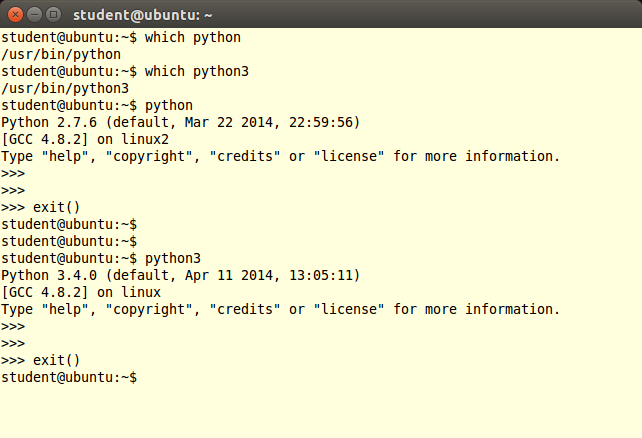 student@ubuntu: ~
student@ubuntu:~$ which python
/usr/bin/python
student@ubuntu:~$ which python3
/usr/bin/python3
student@ubuntu:~$ python
Python 2.7.6 (default, Mar 22 2014, 22:59:56)
[GCC 4.8.2] on linux2
Type "help", "copyright", "credits" or "license" for more information.
>>>
>>>
>>> exit()
student@ubuntu:~$
student@ubuntu:~$
student@ubuntu:~$ python3
Python 3.4.0 (default, Apr 11 2014, 13:05:11)
[GCC 4.8.2] on linux
Type "help", "copyright", "credits" or "license" for more information.
>>>
>>>
>>> exit()
student@ubuntu:~$